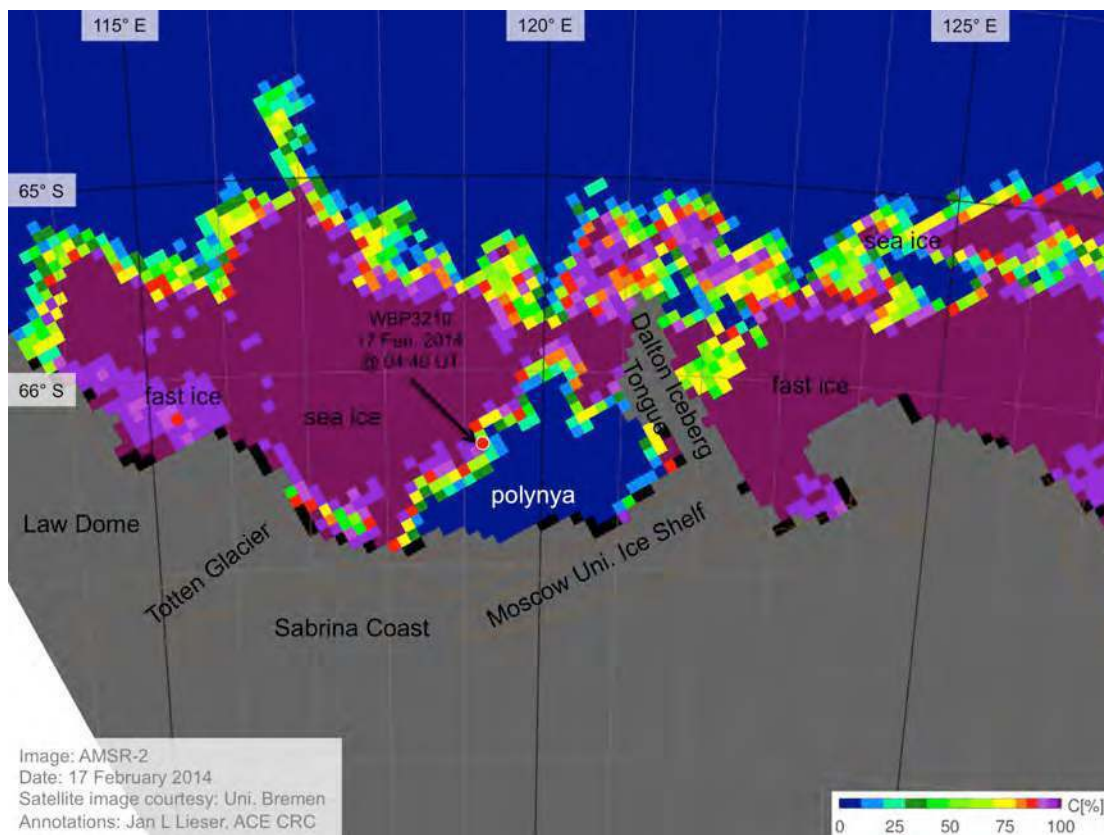 115° E
120° E
125° E
65° S
sea ice
WBP3210
17 Feb. 2014
@ 04:40 UT
66° S
fast ice
sea ice
Dalton Iceberg
Tongue
fast ice
polynya
Law Dome
Totten Glacier
Moscow Uni. Ice Shelf
Sabrina Coast
Image: AMSR-2
Date: 17 February 2014
Satellite image courtesy: Uni. Bremen
Annotations: Jan L Lieser, ACE CRC
C[%]
0 25 50 75 100